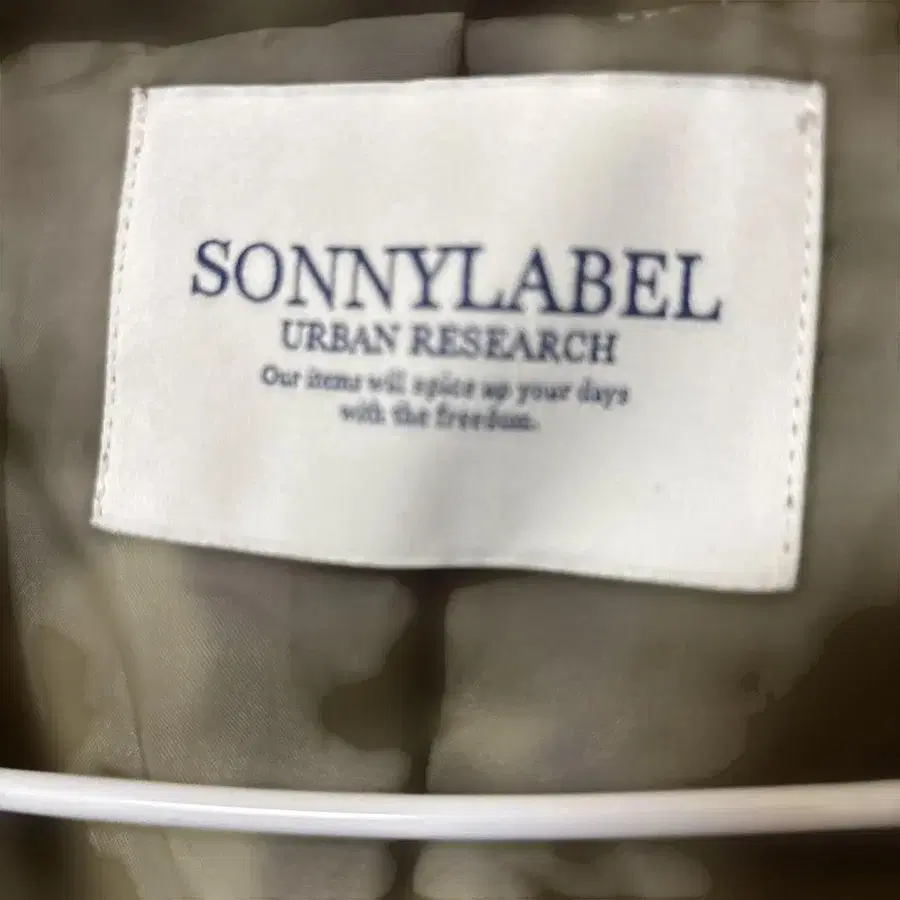 SONNYLABEL
URBAN RESEARCH
Our items will spice up your days
with the freedom.